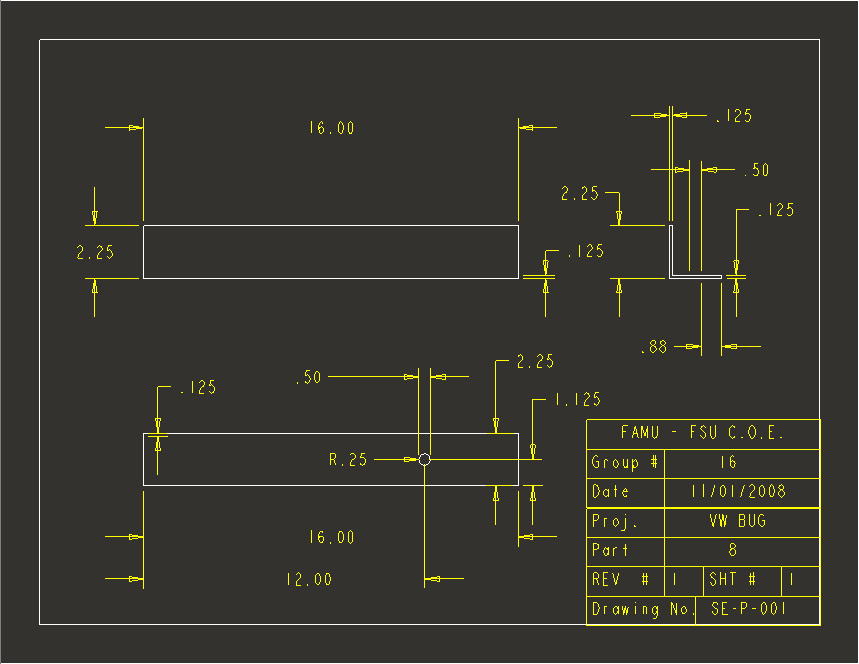 16.00
.125
.50
2.25
.125
2.25
.125
.88
.50
2.25
.125
1.125
R.25
16.00
12.00
FAMU - FSU C.O.E.
Group # 16
Date 11/01/2008
Proj. VW BUG
Part 8
REV # 1 SHT # 1
Drawing No. SE-P-001